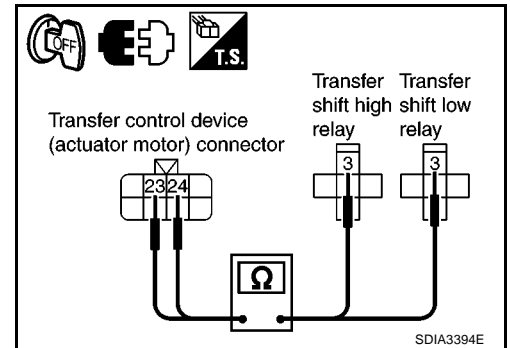 OFF
T.S.
Transfer control device
(actuator motor) connector
Transfer
shift high
relay
Transfer
shift low
relay
23 24
3
3
Ω
SDIA3394E